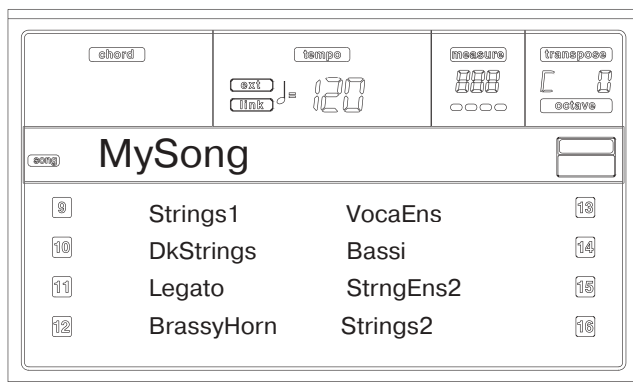 chord tempo measure transpose
ext ♩= 120 888 C 0
link octave
song MySong
9 Strings1 VocaEns 13
10 DkStrings Bassi 14
11 Legato StrngEns2 15
12 BrassyHorn Strings2 16